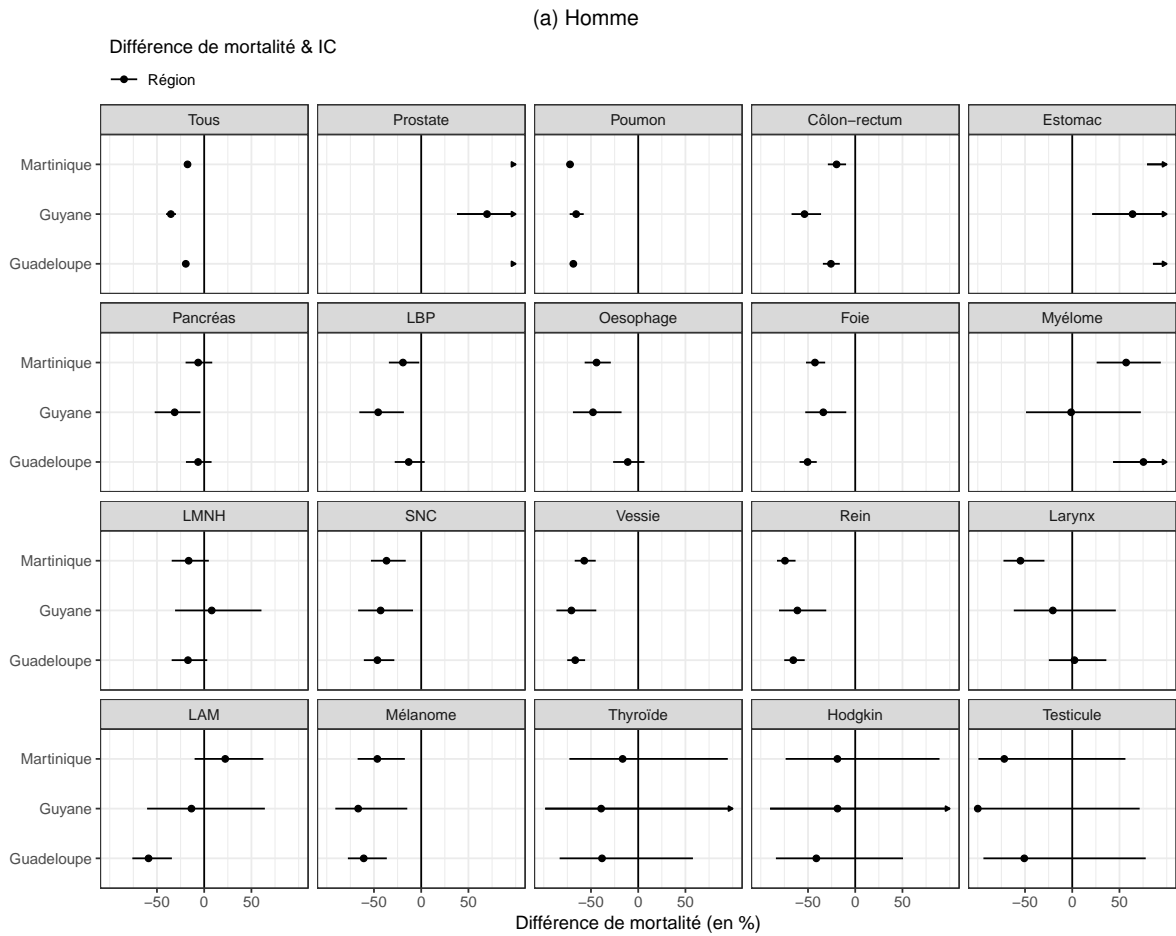 (a) Homme
Différence de mortalité & IC
Région
Tous Prostate Poumon Côlon−rectum Estomac
Martinique
Guyane
Guadeloupe
Pancréas LBP Oesophage Foie Myélome
Martinique
Guyane
Guadeloupe
LMNH SNC Vessie Rein Larynx
Martinique
Guyane
Guadeloupe
LAM Mélanome Thyroïde Hodgkin Testicule
Martinique
Guyane
Guadeloupe
−50 0 50 −50 0 50 −50 0 50 −50 0 50 −50 0 50
Différence de mortalité (en %)